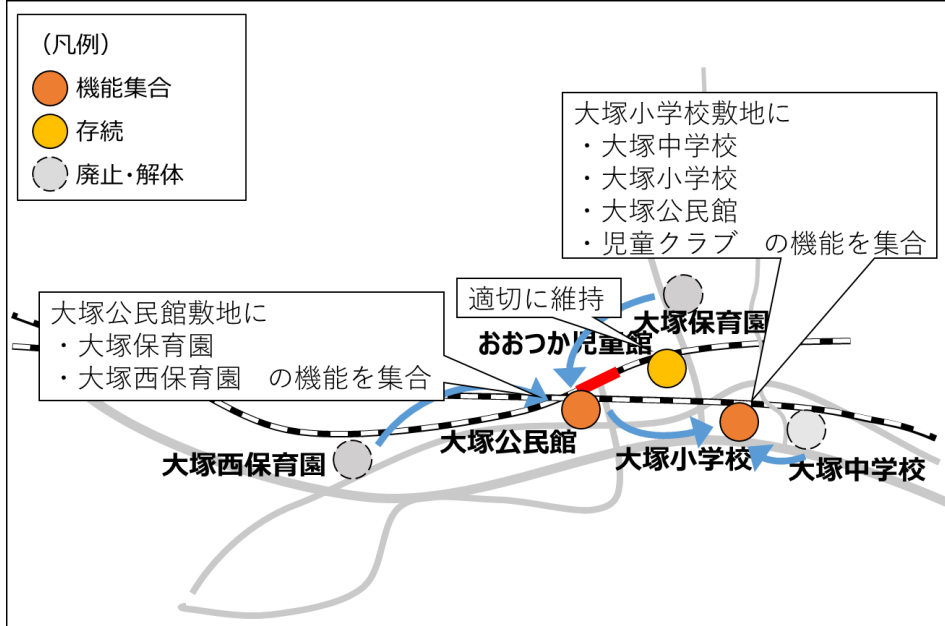 (凡例)
機能集合
存続
廃止・解体
大塚小学校敷地に
・大塚中学校
・大塚小学校
・大塚公民館
・児童クラブ の機能を集合
適切に維持
大塚保育園
おおつか児童館
大塚公民館敷地に
・大塚保育園
・大塚西保育園 の機能を集合
大塚公民館
大塚西保育園
大塚小学校
大塚中学校